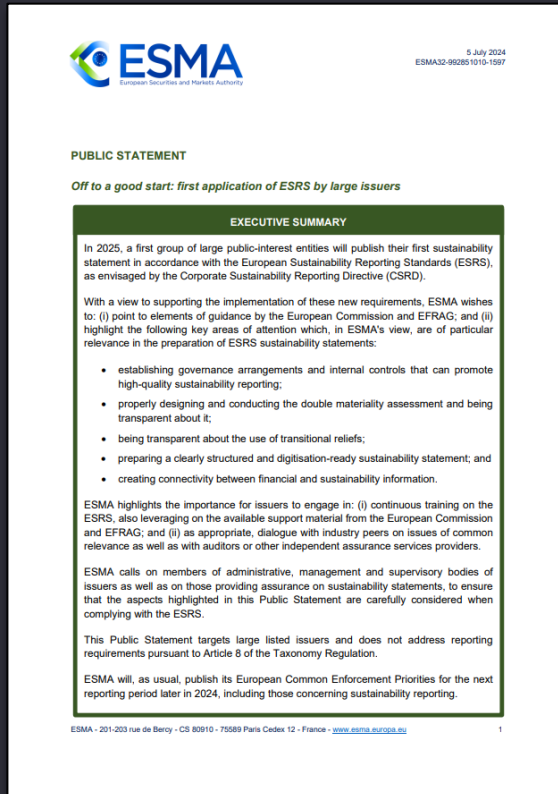 ESMA
European Securities and Markets Authority
5 July 2024
ESMA32-992851010-1597
PUBLIC STATEMENT
Off to a good start: first application of ESRS by large issuers
EXECUTIVE SUMMARY
In 2025, a first group of large public-interest entities will publish their first sustainability
statement in accordance with the European Sustainability Reporting Standards (ESRS),
as envisaged by the Corporate Sustainability Reporting Directive (CSRD).
With a view to supporting the implementation of these new requirements, ESMA wishes
to: (i) point to elements of guidance by the European Commission and EFRAG; and (ii)
highlight the following key areas of attention which, in ESMA's view, are of particular
relevance in the preparation of ESRS sustainability statements:
• establishing governance arrangements and internal controls that can promote
high-quality sustainability reporting;
• properly designing and conducting the double materiality assessment and being
transparent about it;
• being transparent about the use of transitional reliefs;
• preparing a clearly structured and digitisation-ready sustainability statement; and
• creating connectivity between financial and sustainability information.
ESMA highlights the importance for issuers to engage in: (i) continuous training on the
ESRS, also leveraging on the available support material from the European Commission
and EFRAG; and (ii) as appropriate, dialogue with industry peers on issues of common
relevance as well as with auditors or other independent assurance services providers.
ESMA calls on members of administrative, management and supervisory bodies of
issuers as well as on those providing assurance on sustainability statements, to ensure
that the aspects highlighted in this Public Statement are carefully considered when
complying with the ESRS.
This Public Statement targets large listed issuers and does not address reporting
requirements pursuant to Article 8 of the Taxonomy Regulation.
ESMA will, as usual, publish its European Common Enforcement Priorities for the next
reporting period later in 2024, including those concerning sustainability reporting.
ESMA - 201-203 rue de Bercy - CS 80910 - 75589 Paris Cedex 12 - France - www.esma.europa.eu
1